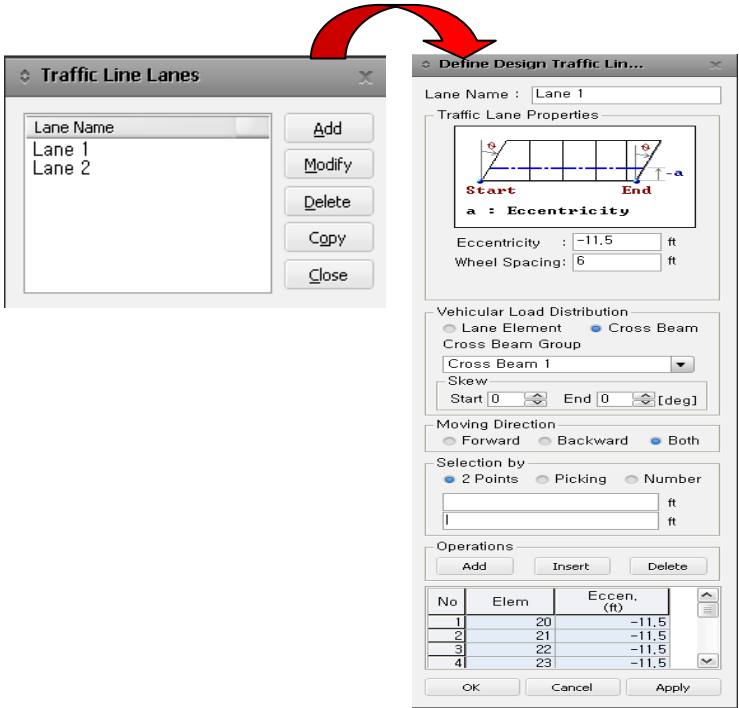 Traffic Line Lanes
Lane Name
Lane 1
Lane 2
Add
Modify
Delete
Copy
Close
Define Design Traffic Lin...
Lane Name : Lane 1
Traffic Lane Properties
θ θ
-a
Start End
a : Eccentricity
Eccentricity : -11.5 ft
Wheel Spacing: 6 ft
Vehicular Load Distribution
Lane Element Cross Beam
Cross Beam Group
Cross Beam 1
Skew
Start 0 End 0 [deg]
Moving Direction
Forward Backward Both
Selection by
2 Points Picking Number
ft
ft
Operations
Add Insert Delete
No Elem Eccen. (ft)
1 20 -11.5
2 21 -11.5
3 22 -11.5
4 23 -11.5
OK Cancel Apply